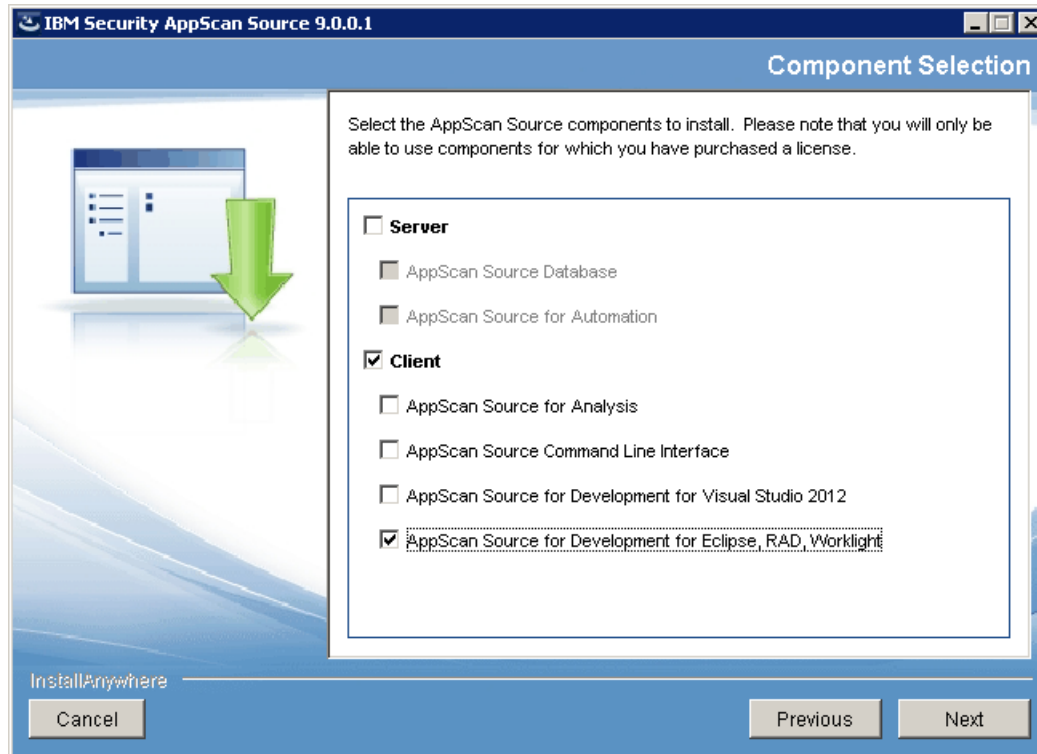 IBM Security AppScan Source 9.0.0.1
Component Selection
Select the AppScan Source components to install. Please note that you will only be
able to use components for which you have purchased a license.
Server
AppScan Source Database
AppScan Source for Automation
Client
AppScan Source for Analysis
AppScan Source Command Line Interface
AppScan Source for Development for Visual Studio 2012
AppScan Source for Development for Eclipse, RAD, Worklight
InstallAnywhere
Cancel
Previous
Next